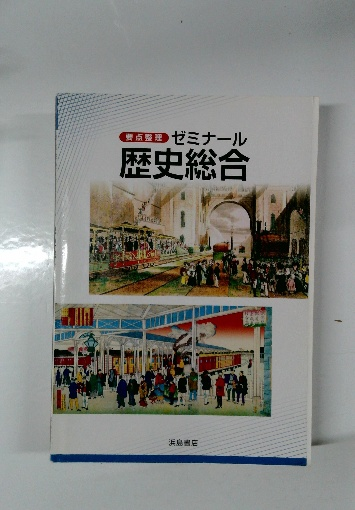 要点整理 ゼミナール
歴史総合
浜島書店